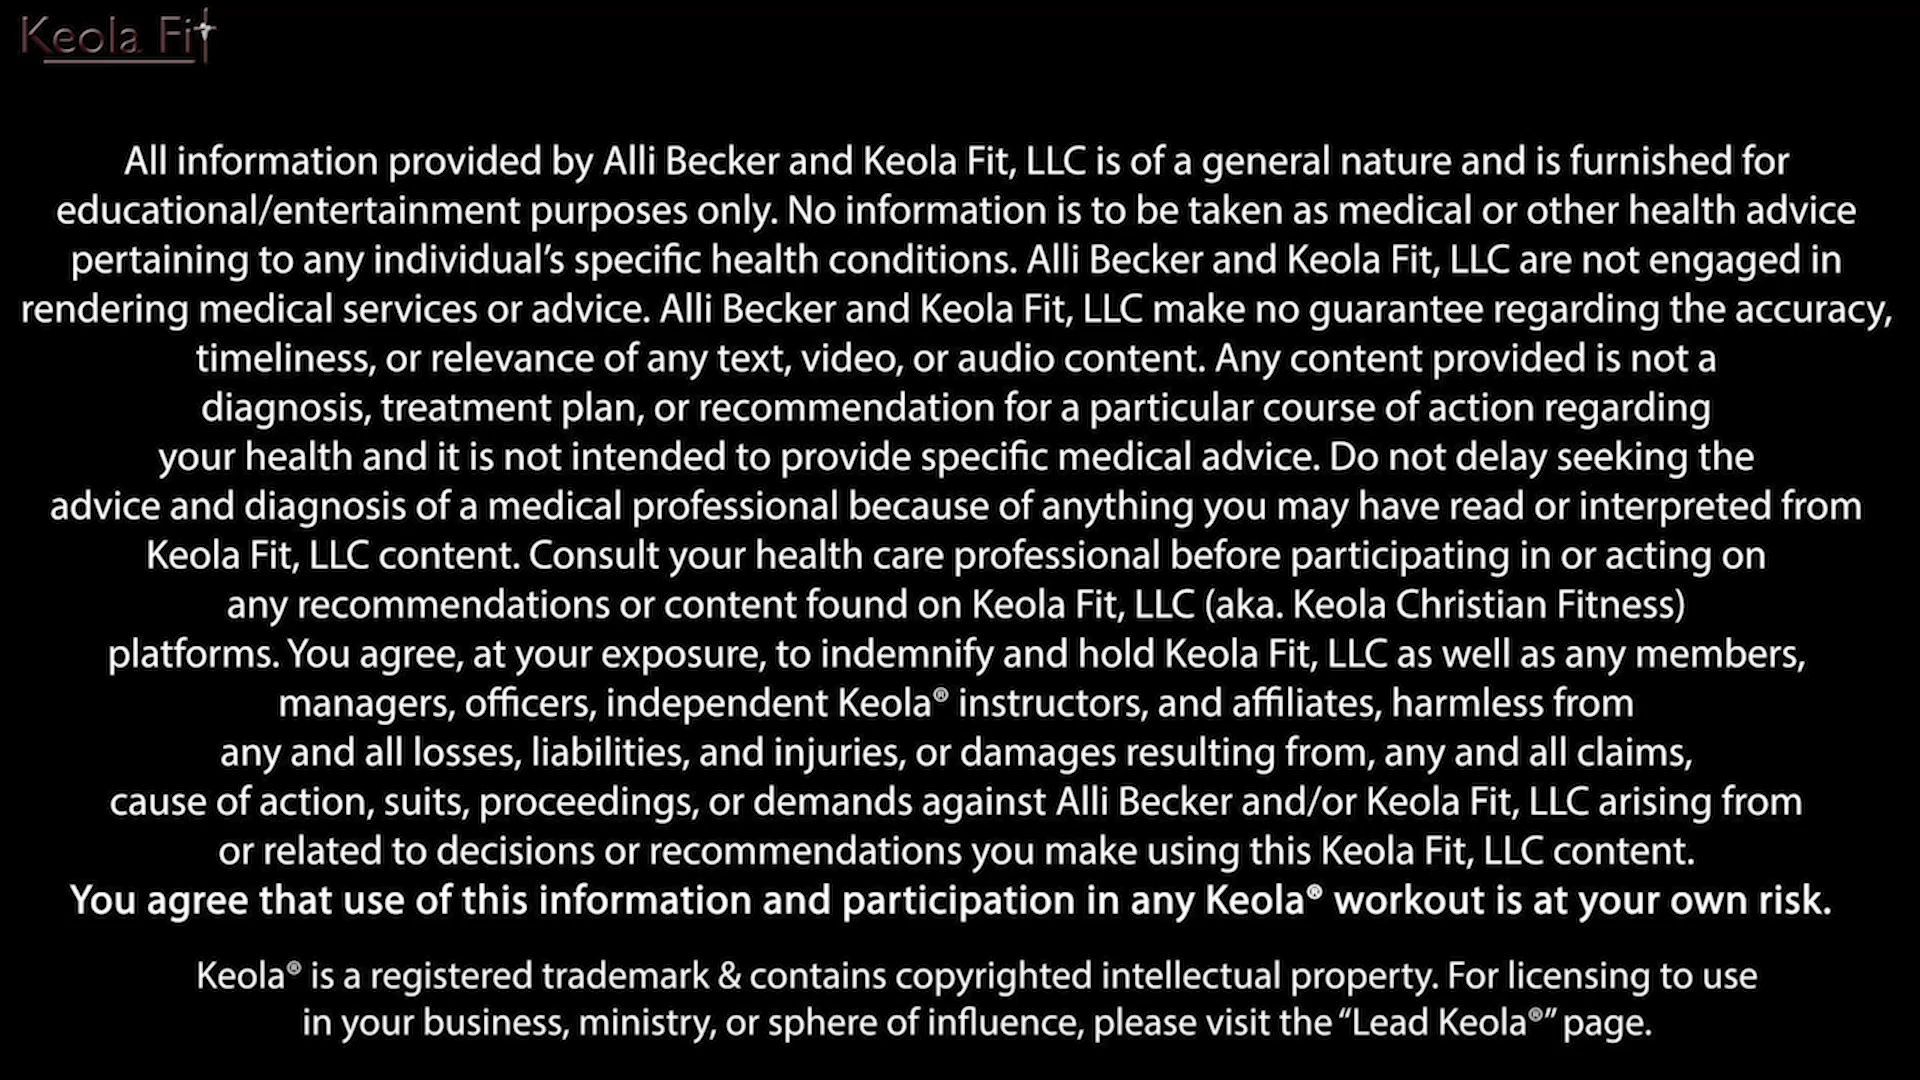 Keola Fit
All information provided by Alli Becker and Keola Fit, LLC is of a general nature and is furnished for
educational/entertainment purposes only. No information is to be taken as medical or other health advice
pertaining to any individual’s specific health conditions. Alli Becker and Keola Fit, LLC are not engaged in
rendering medical services or advice. Alli Becker and Keola Fit, LLC make no guarantee regarding the accuracy,
timeliness, or relevance of any text, video, or audio content. Any content provided is not a
diagnosis, treatment plan, or recommendation for a particular course of action regarding
your health and it is not intended to provide specific medical advice. Do not delay seeking the
advice and diagnosis of a medical professional because of anything you may have read or interpreted from
Keola Fit, LLC content. Consult your health care professional before participating in or acting on
any recommendations or content found on Keola Fit, LLC (aka. Keola Christian Fitness)
platforms. You agree, at your exposure, to indemnify and hold Keola Fit, LLC as well as any members,
managers, officers, independent Keola® instructors, and affiliates, harmless from
any and all losses, liabilities, and injuries, or damages resulting from, any and all claims,
cause of action, suits, proceedings, or demands against Alli Becker and/or Keola Fit, LLC arising from
or related to decisions or recommendations you make using this Keola Fit, LLC content.
You agree that use of this information and participation in any Keola® workout is at your own risk.
Keola® is a registered trademark & contains copyrighted intellectual property. For licensing to use
in your business, ministry, or sphere of influence, please visit the “Lead Keola®” page.